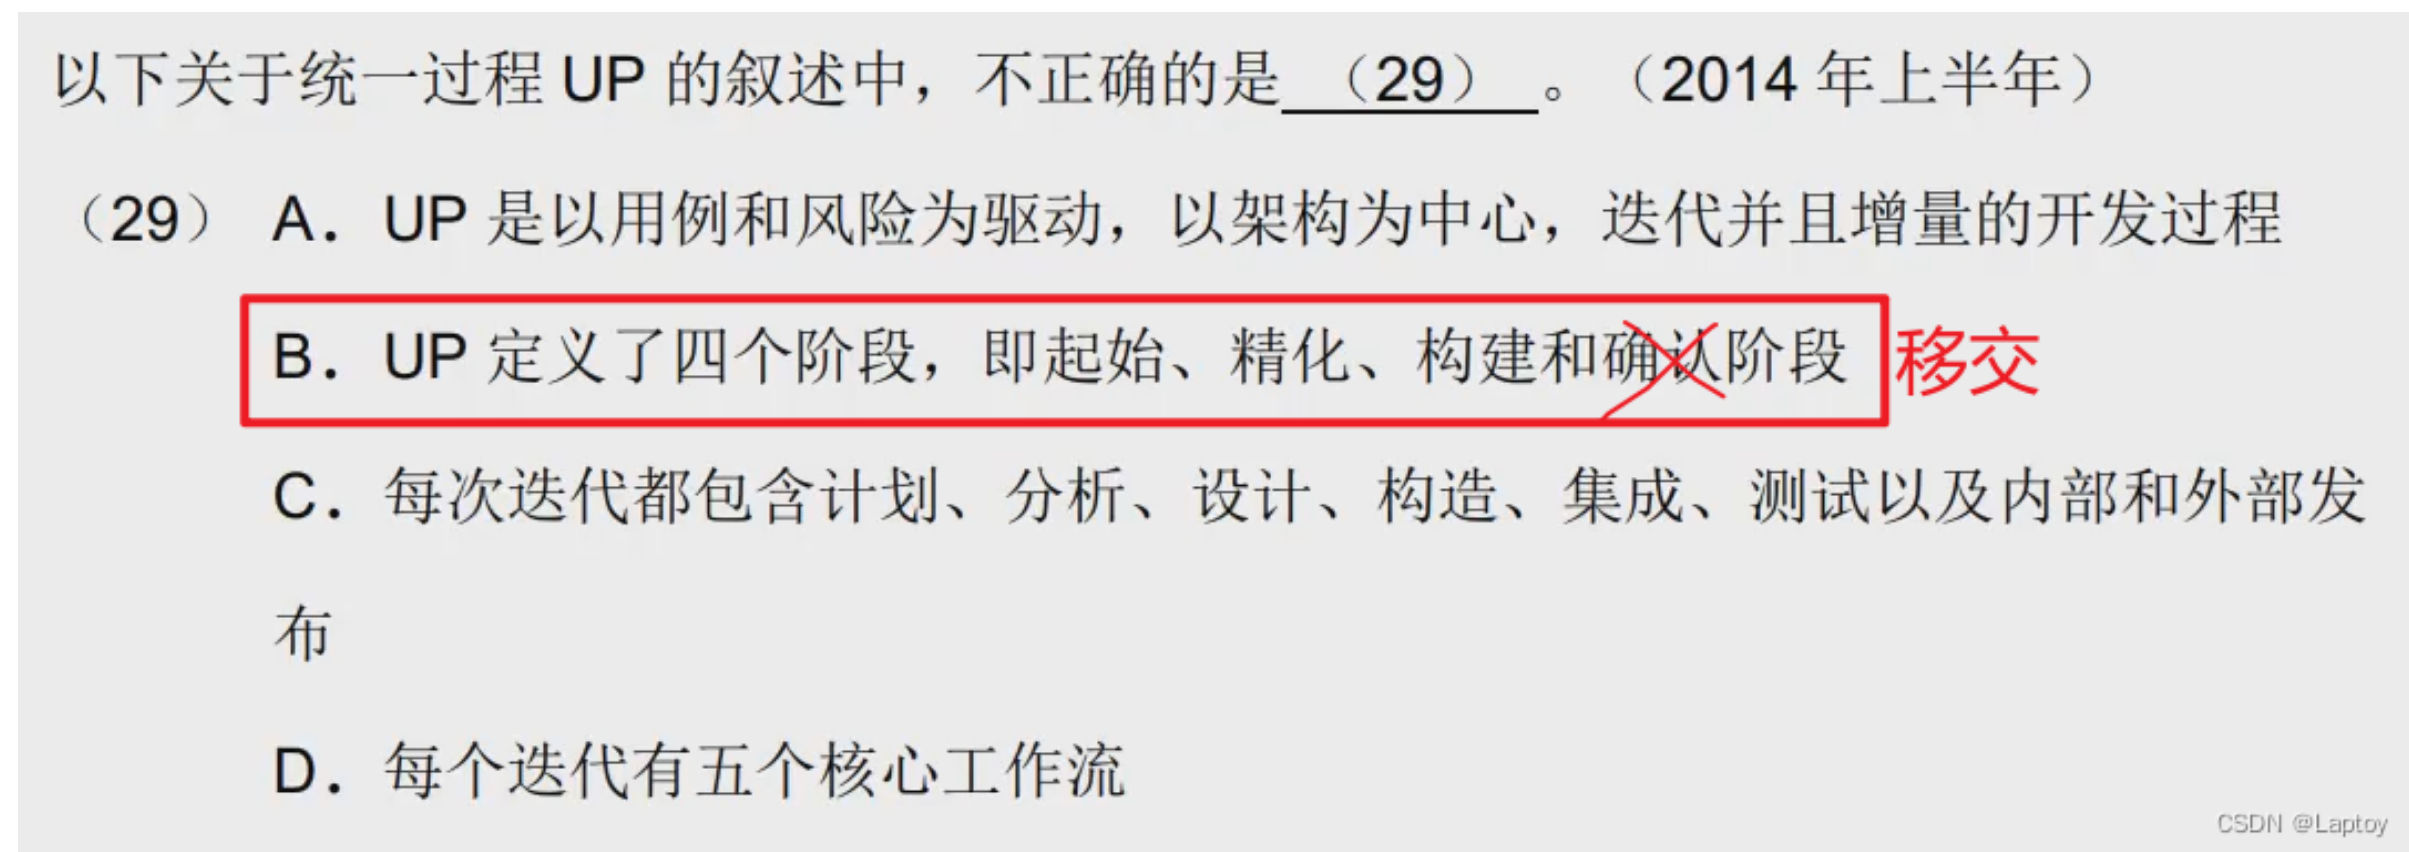 以下关于统一过程 UP 的叙述中，不正确的是 （29） 。（2014 年上半年）
（29） A．UP 是以用例和风险为驱动，以架构为中心，迭代并且增量的开发过程
B．UP 定义了四个阶段，即起始、精化、构建和确认阶段 移交
C．每次迭代都包含计划、分析、设计、构造、集成、测试以及内部和外部发
布
D．每个迭代有五个核心工作流
CSDN @Laptoy